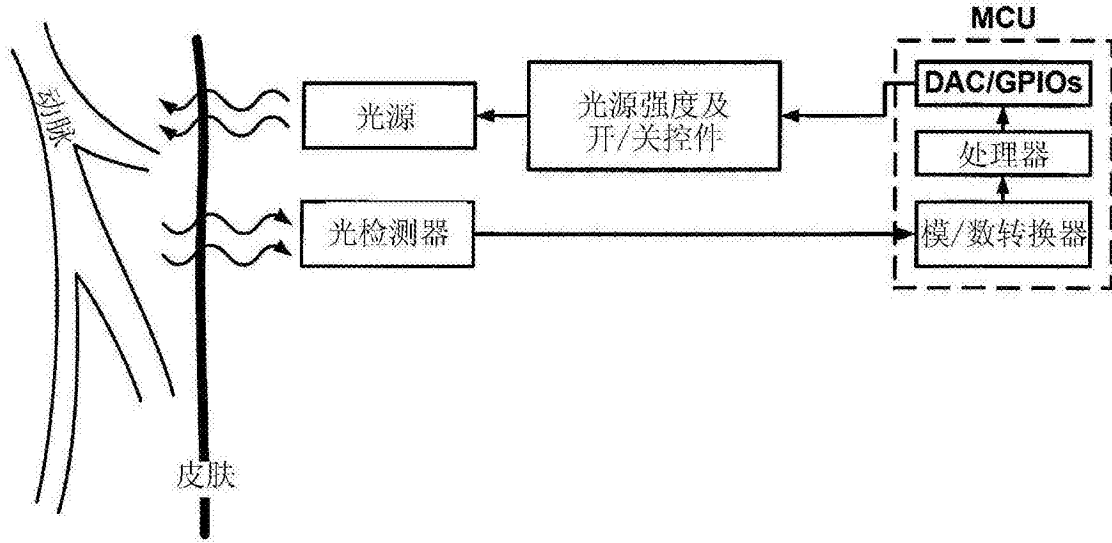 MCU
动脉
光源
光源强度及
开/关控件
DAC/GPIOs
处理器
光检测器
模/数转换器
皮肤